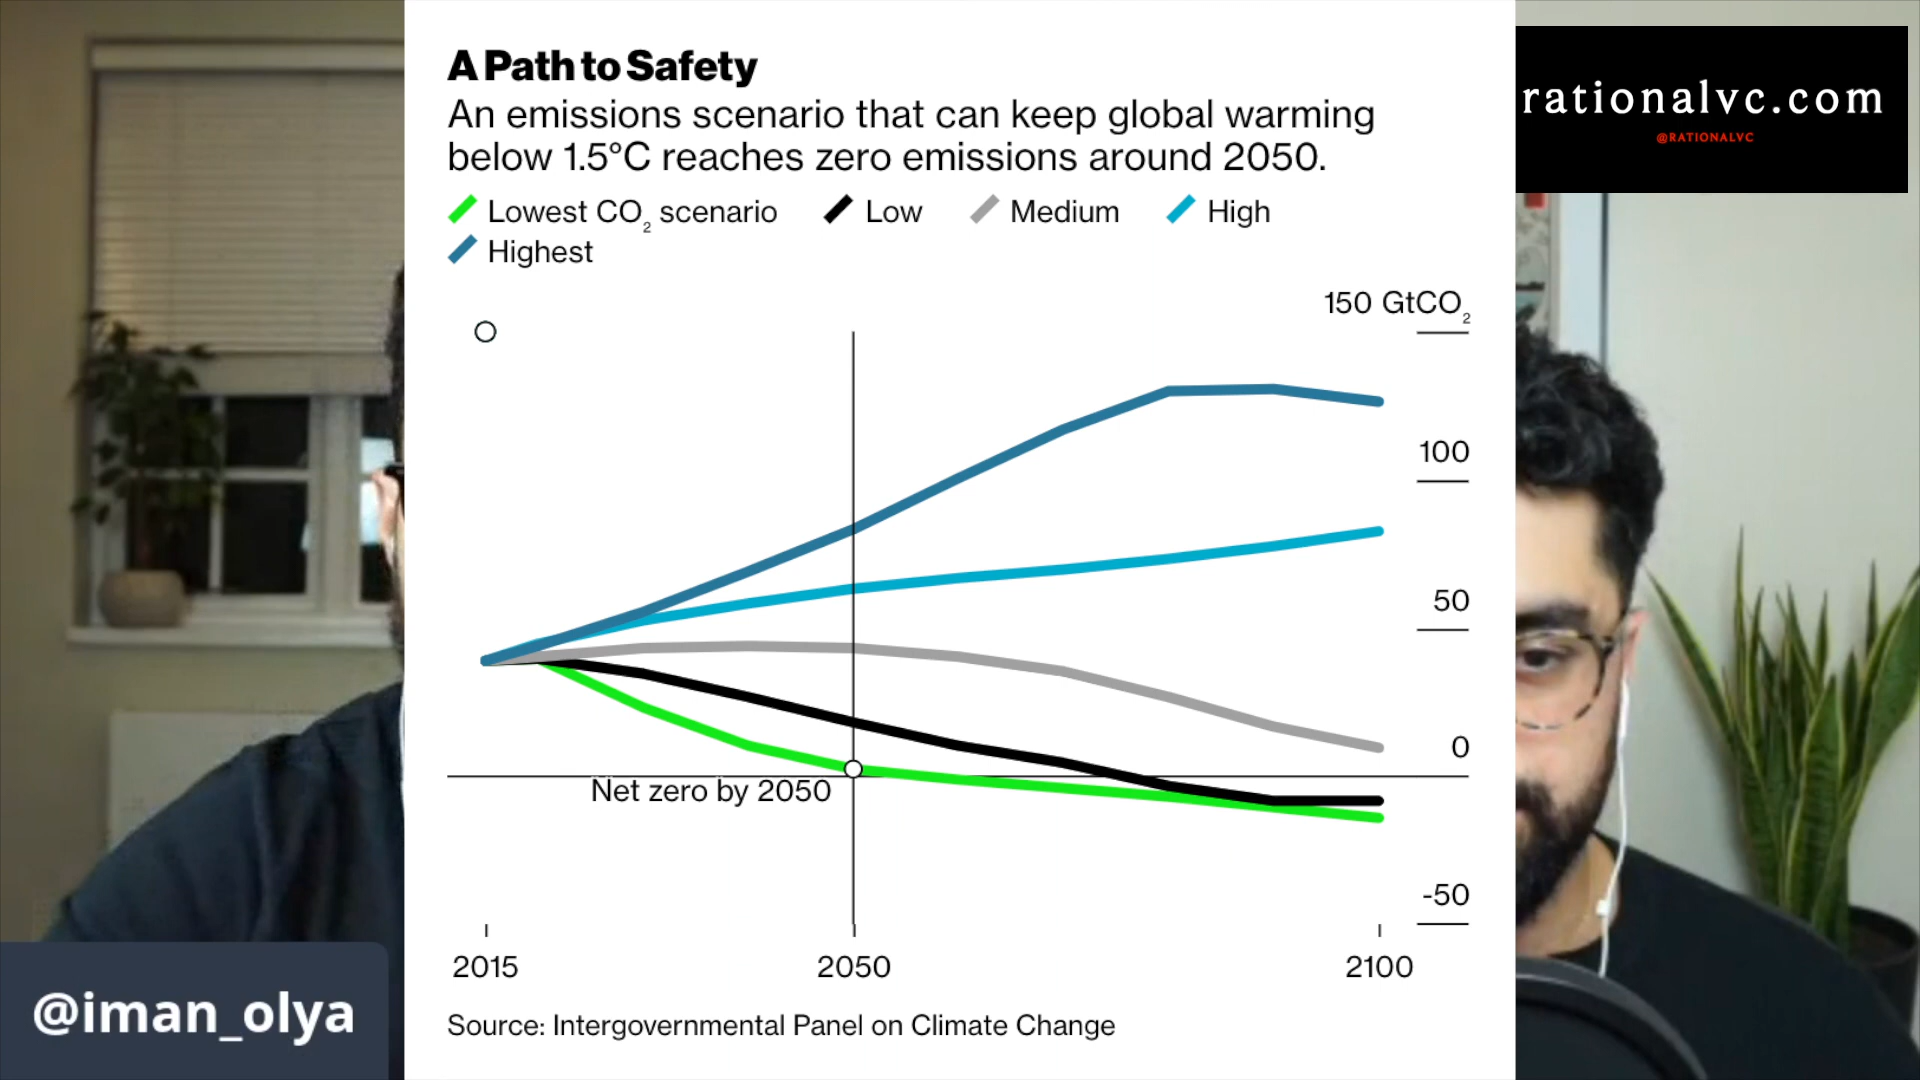 A Path to Safety
An emissions scenario that can keep global warming
below 1.5°C reaches zero emissions around 2050.
Lowest CO₂ scenario Low Medium High
Highest
150 GtCO₂
100
50
0
Net zero by 2050
-50
2015 2050 2100
Source: Intergovernmental Panel on Climate Change
rationalvc.com
@RATIONALVC
@iman_olya